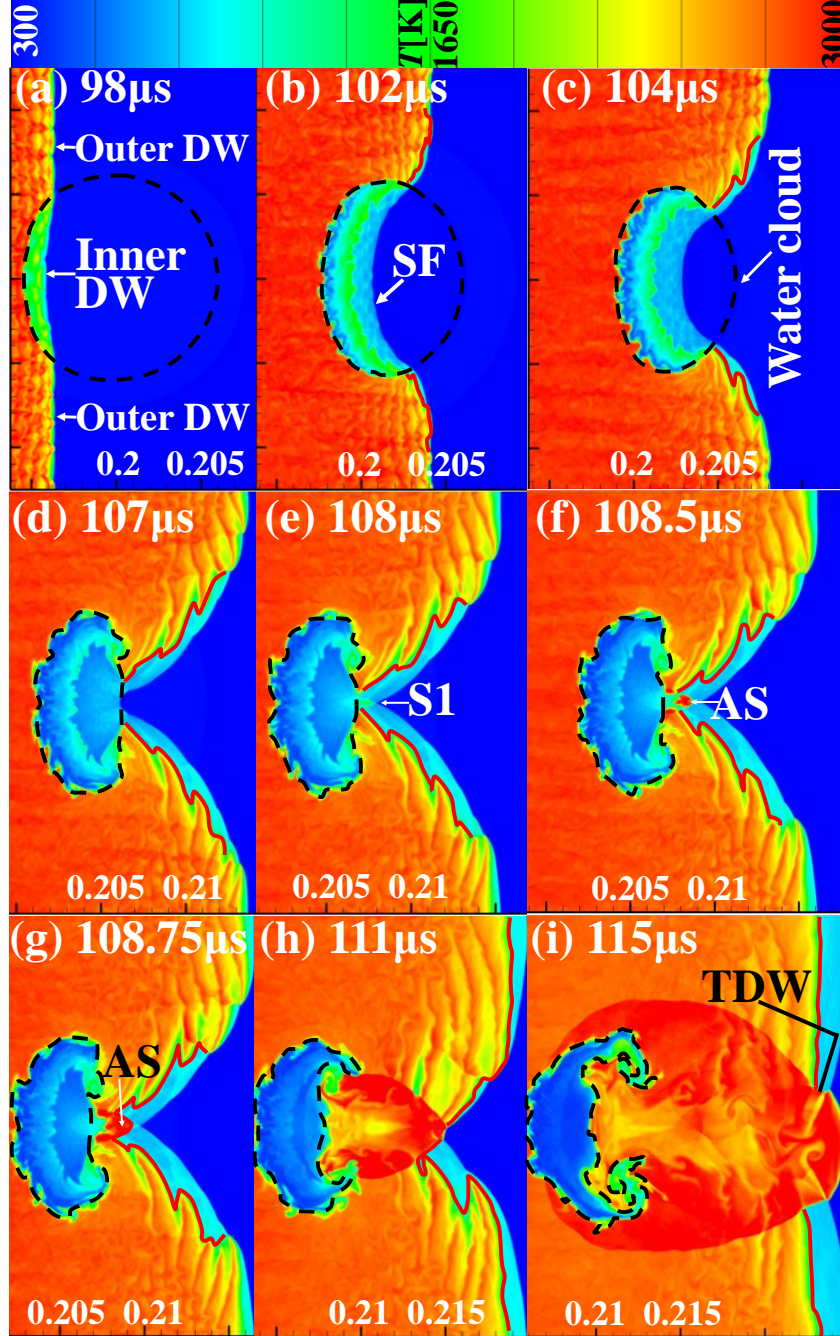 300
T[K]
1650
3000
(a) 98μs
Outer DW
Inner
DW
Outer DW
0.2 0.205
(b) 102μs
SF
0.2 0.205
(c) 104μs
Water cloud
0.2 0.205
(d) 107μs
0.205 0.21
(e) 108μs
S1
0.205 0.21
(f) 108.5μs
AS
0.205 0.21
(g) 108.75μs
AS
0.205 0.21
(h) 111μs
0.21 0.215
(i) 115μs
TDW
0.21 0.215